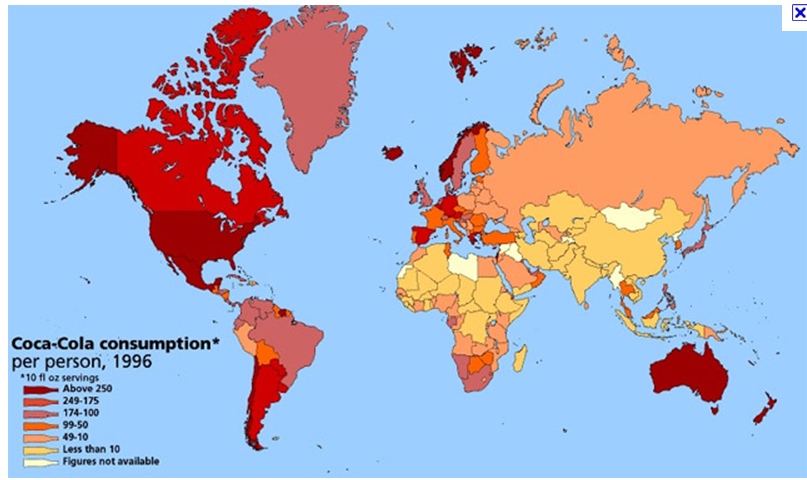 Coca-Cola consumption*
per person, 1996
*10 fl oz servings
Above 250
249-175
174-100
99-50
49-10
Less than 10
Figures not available